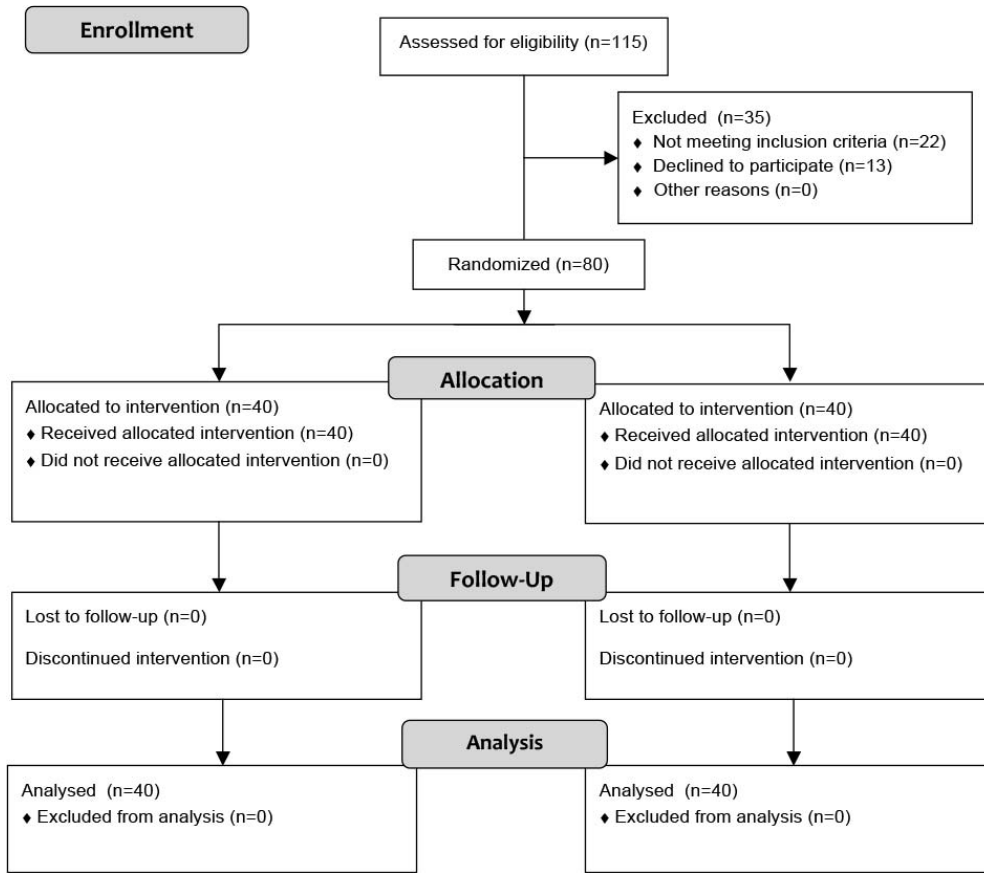 Enrollment
Assessed for eligibility (n=115)
Excluded (n=35)
♦ Not meeting inclusion criteria (n=22)
♦ Declined to participate (n=13)
♦ Other reasons (n=0)
Randomized (n=80)
Allocation
Allocated to intervention (n=40)
♦ Received allocated intervention (n=40)
♦ Did not receive allocated intervention (n=0)
Allocated to intervention (n=40)
♦ Received allocated intervention (n=40)
♦ Did not receive allocated intervention (n=0)
Follow-Up
Lost to follow-up (n=0)
Discontinued intervention (n=0)
Lost to follow-up (n=0)
Discontinued intervention (n=0)
Analysis
Analysed (n=40)
♦ Excluded from analysis (n=0)
Analysed (n=40)
♦ Excluded from analysis (n=0)